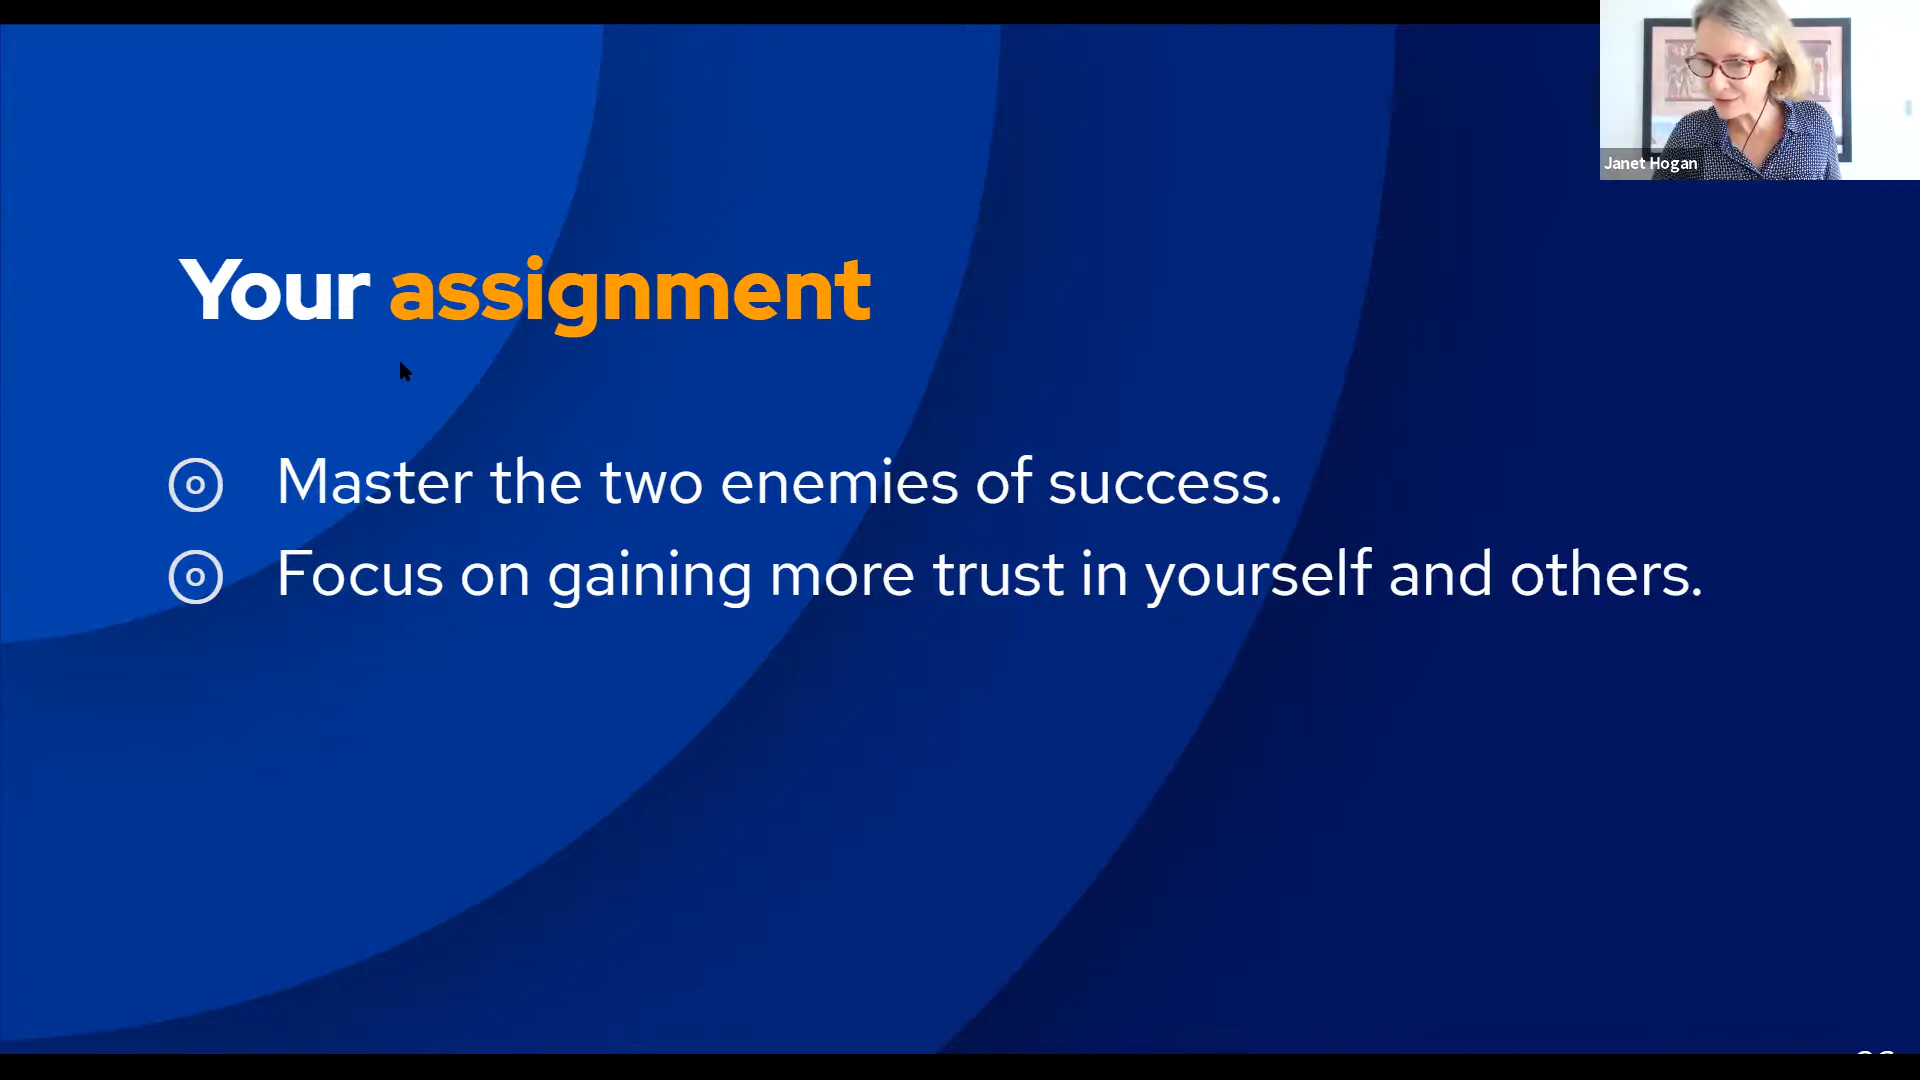 Janet Hogan
Your assignment
Master the two enemies of success.
Focus on gaining more trust in yourself and others.